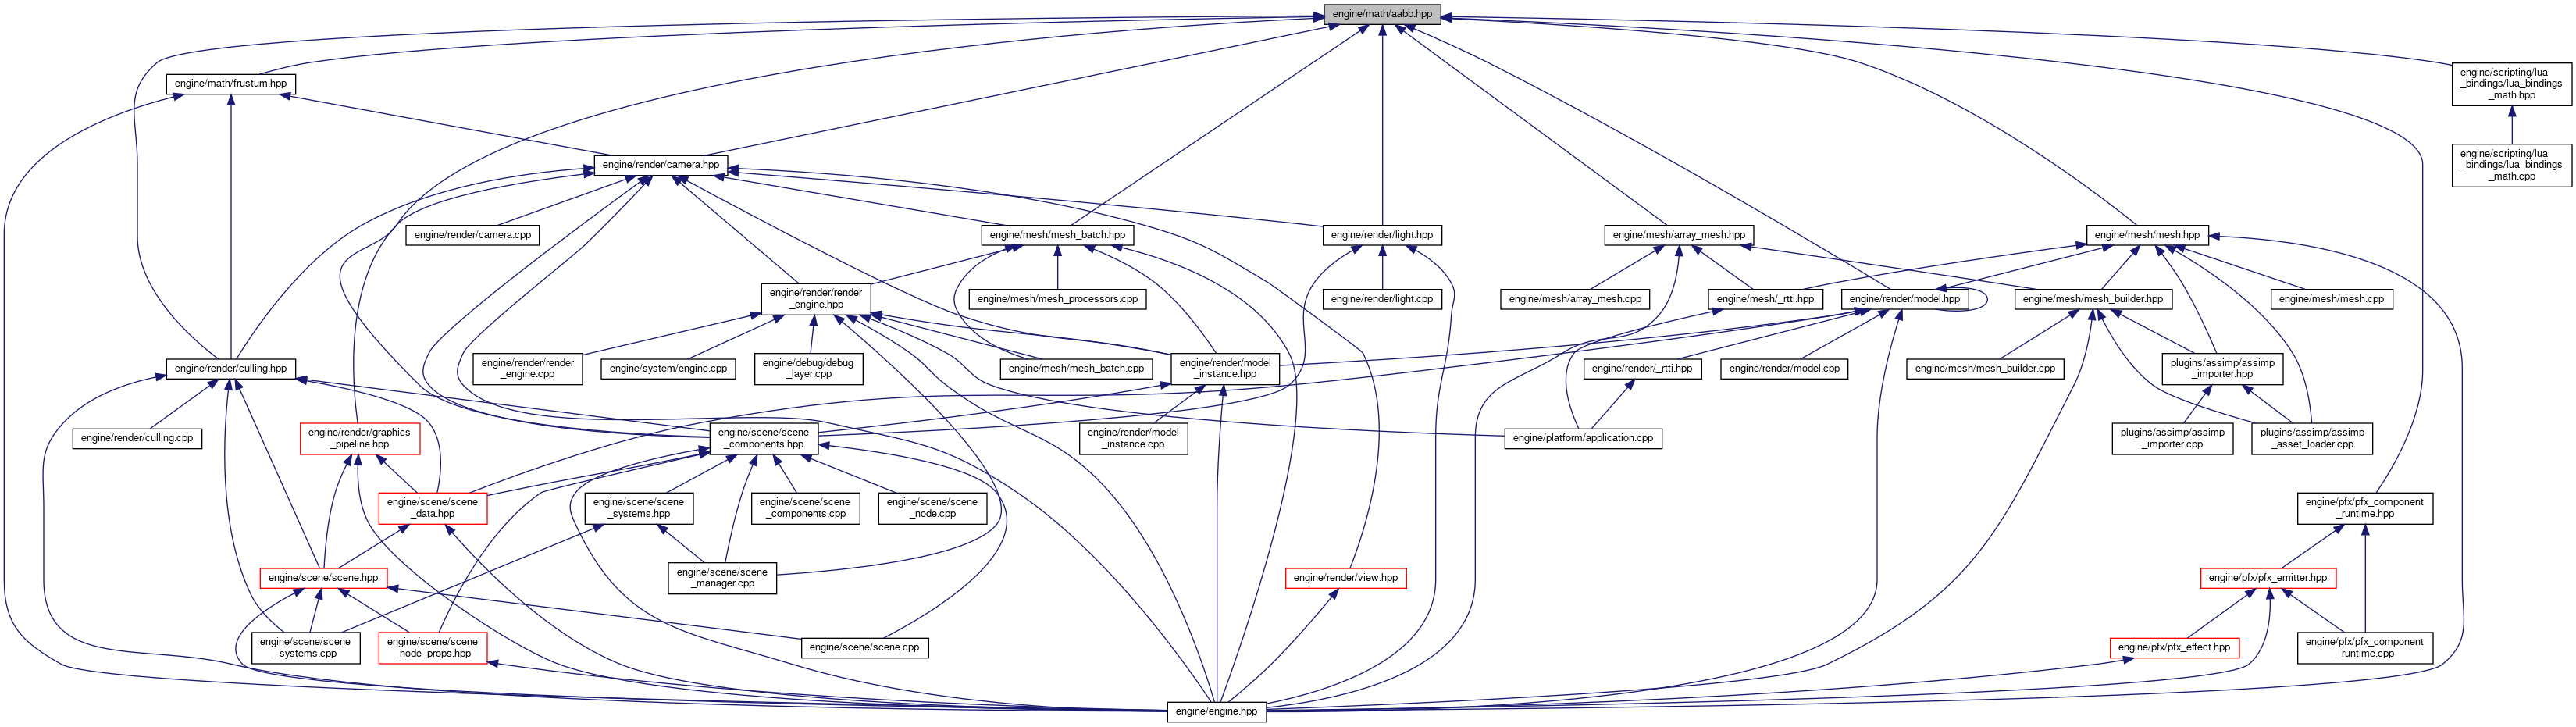 engine/math/aabb.hpp
engine/math/frustum.hpp
engine/scripting/lua
_bindings/lua_bindings
_math.hpp
engine/render/camera.hpp
engine/scripting/lua
_bindings/lua_bindings
_math.cpp
engine/render/camera.cpp
engine/mesh/mesh_batch.hpp
engine/render/light.hpp
engine/mesh/array_mesh.hpp
engine/mesh/mesh.hpp
engine/render/render
_engine.hpp
engine/mesh/mesh_processors.cpp
engine/render/light.cpp
engine/mesh/array_mesh.cpp
engine/mesh/_rtti.hpp
engine/render/model.hpp
engine/mesh/mesh_builder.hpp
engine/mesh/mesh.cpp
engine/render/culling.hpp
engine/render/render
_engine.cpp
engine/system/engine.cpp
engine/debug/debug
_layer.cpp
engine/mesh/mesh_batch.cpp
engine/render/model
_instance.hpp
engine/render/_rtti.hpp
engine/render/model.cpp
engine/mesh/mesh_builder.cpp
plugins/assimp/assimp
_importer.hpp
engine/render/culling.cpp
engine/render/graphics
_pipeline.hpp
engine/scene/scene
_components.hpp
engine/render/model
_instance.cpp
engine/platform/application.cpp
plugins/assimp/assimp
_importer.cpp
plugins/assimp/assimp
_asset_loader.cpp
engine/scene/scene
_data.hpp
engine/scene/scene
_systems.hpp
engine/scene/scene
_components.cpp
engine/scene/scene
_node.cpp
engine/pfx/pfx_component
_runtime.hpp
engine/scene/scene.hpp
engine/scene/scene
_manager.cpp
engine/render/view.hpp
engine/pfx/pfx_emitter.hpp
engine/scene/scene
_systems.cpp
engine/scene/scene
_node_props.hpp
engine/scene/scene.cpp
engine/pfx/pfx_effect.hpp
engine/pfx/pfx_component
_runtime.cpp
engine/engine.hpp